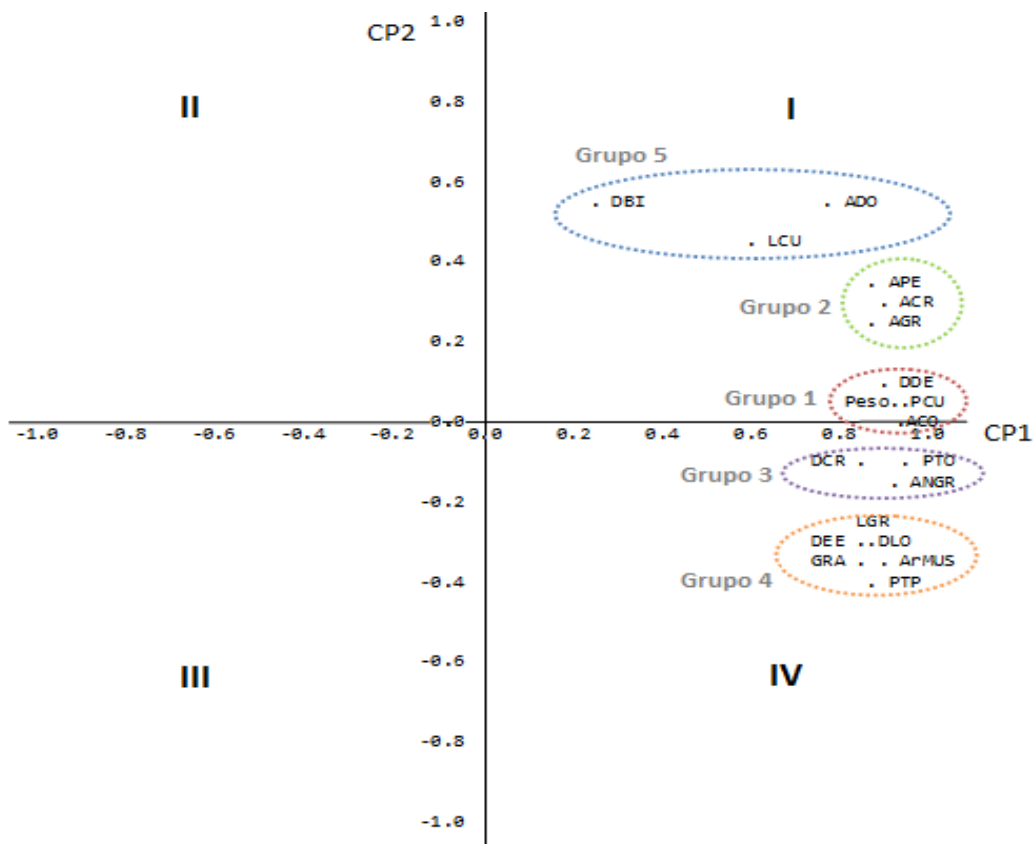 1.0
CP2
0.8
II
I
Grupo 5
0.6
. DBI
. ADO
. LCU
0.4
. APE
. ACR
Grupo 2
. AGR
0.2
. DDE
Grupo 1
Peso..PCU
.ACO
-1.0 -0.8 -0.6 -0.4 -0.2 0.0 0.0 0.2 0.4 0.6 0.8 1.0 CP1
DCR . . PTO
Grupo 3
. ANGR
-0.2
LGR
DEE ..DLO
GRA . . ArMUS
Grupo 4
-0.4
. PTP
-0.6
III
IV
-0.8
-1.0